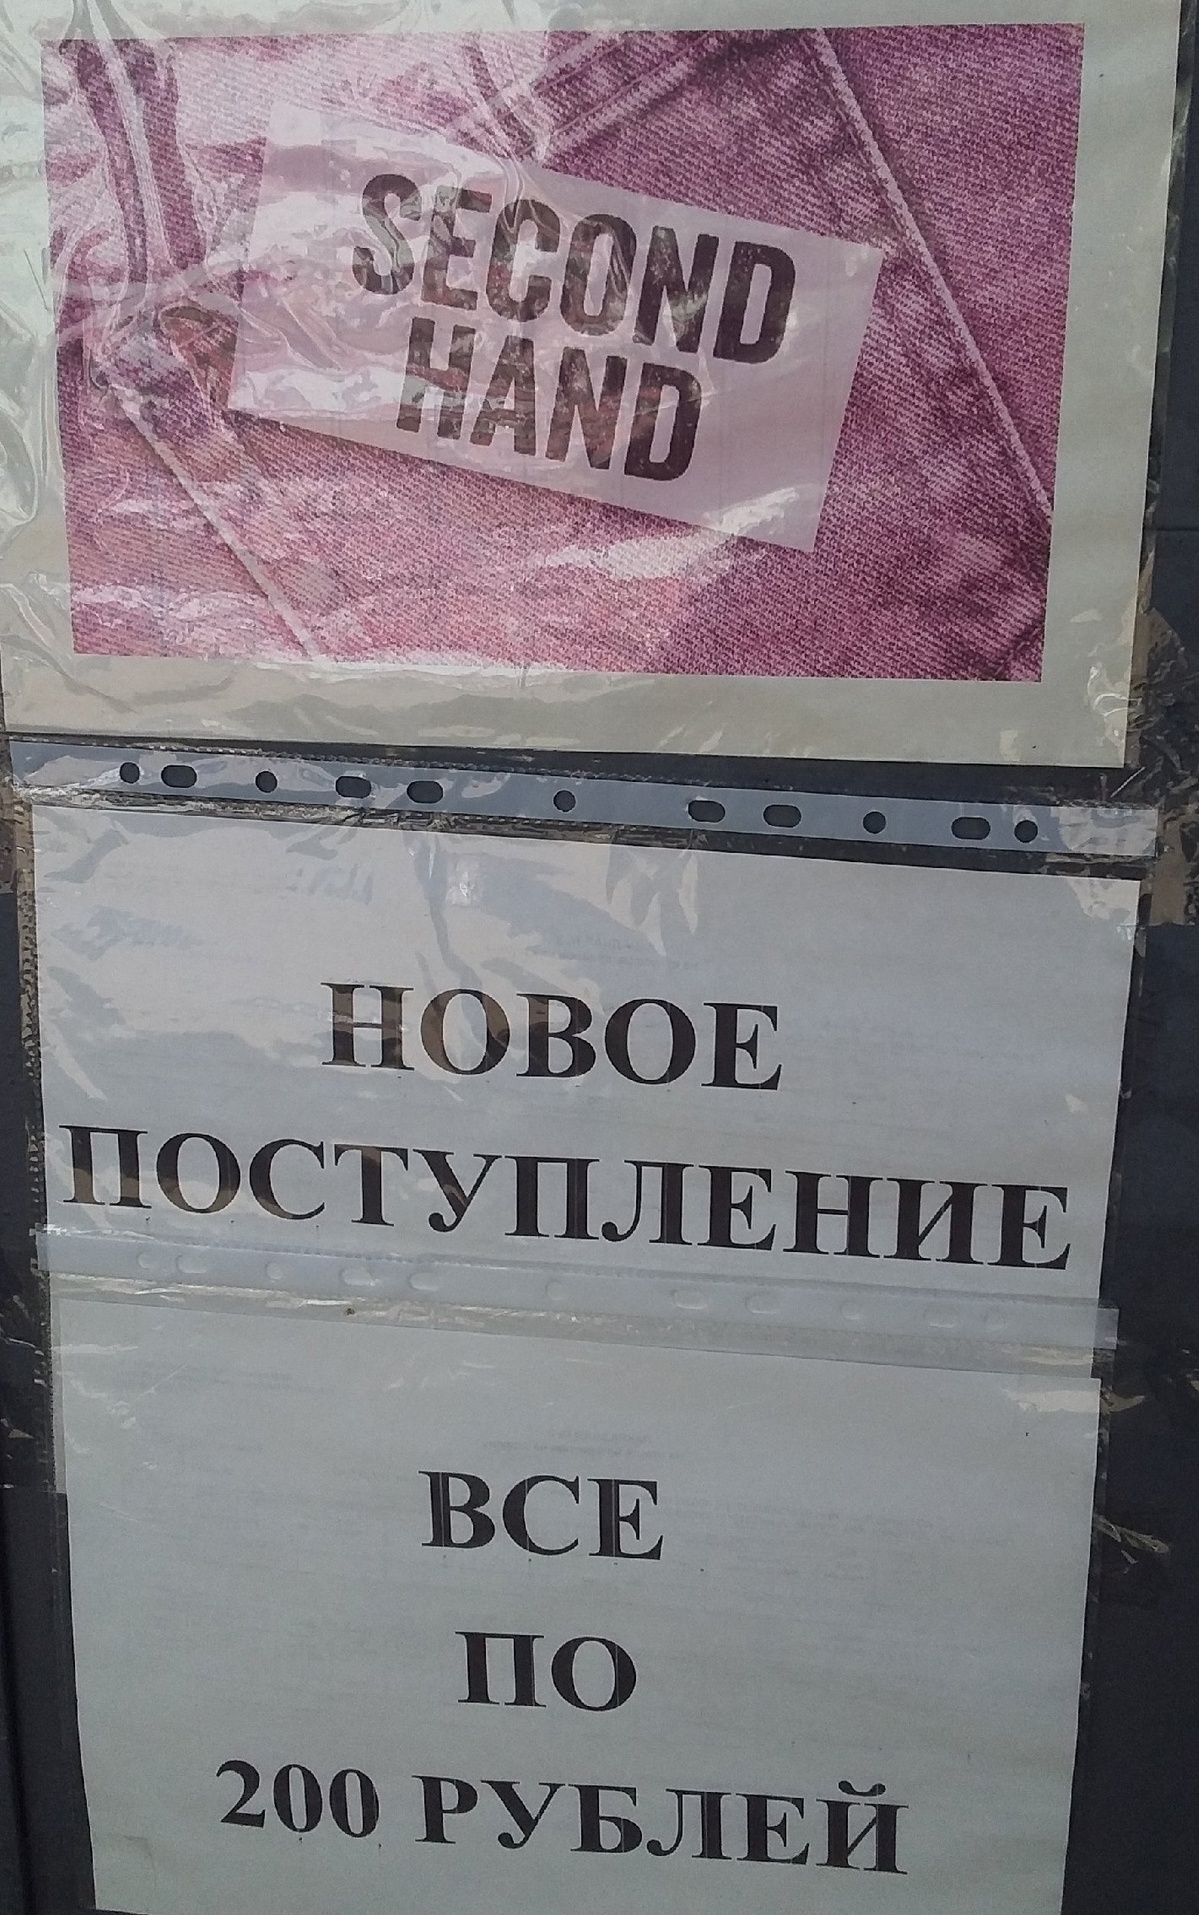 SECOND
HAND
НОВОЕ
ПОСТУПЛЕНИЕ
ВСЕ
ПО
200 РУБЛЕЙ